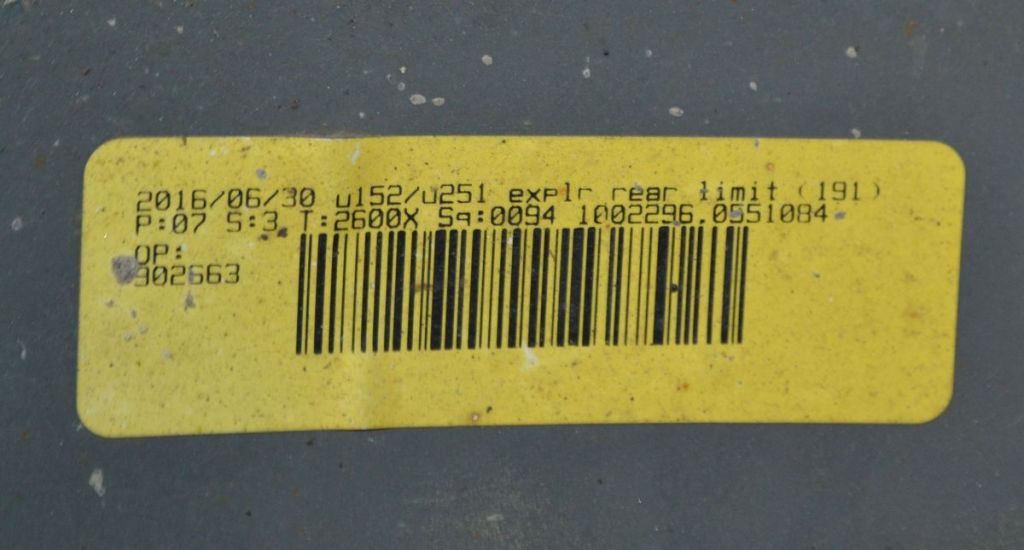 2016/06/30 u152/u251 explr rear limit (191)
P:07 S:3 T:2600X Sq:0094 1002296.0551084
OP:
902663